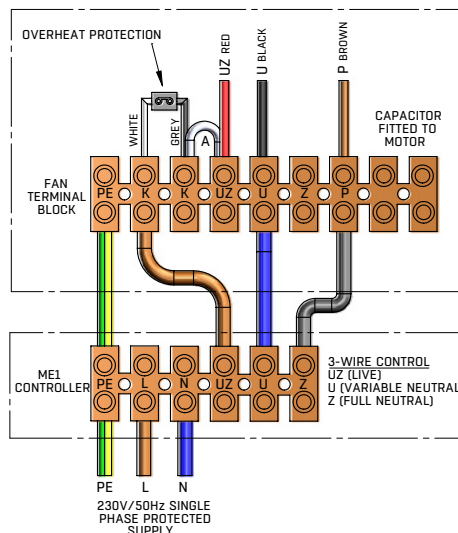 OVERHEAT PROTECTION
WHITE
GREY
A
UZ RED
U BLACK
P BROWN
CAPACITOR
FITTED TO
MOTOR
FAN
TERMINAL
BLOCK
PE K K UZ U Z P
ME1
CONTROLLER
PE L N UZ U Z
3-WIRE CONTROL
UZ (LIVE)
U (VARIABLE NEUTRAL)
Z (FULL NEUTRAL)
PE L N
230V/50Hz SINGLE
PHASE PROTECTED
SUPPLY